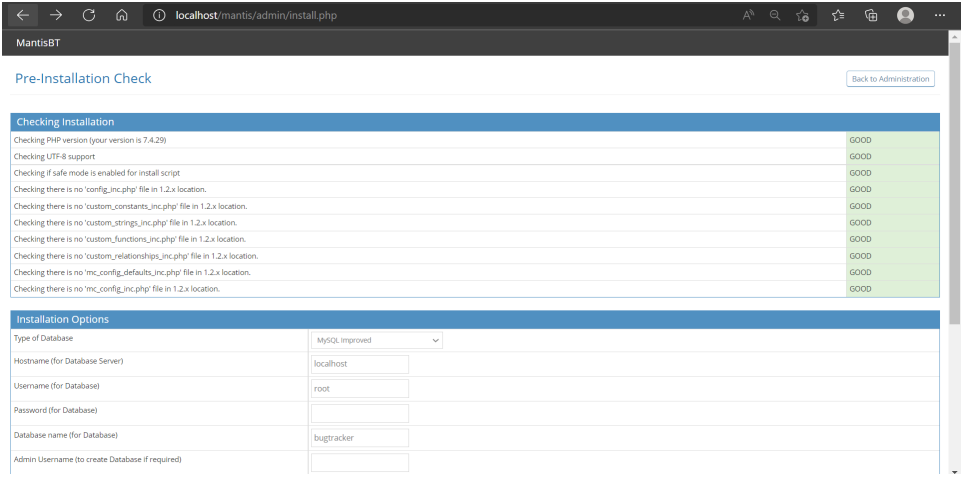 localhost/mantis/admin/install.php
MantisBT
Pre-Installation Check
Back to Administration
Checking Installation
Checking PHP version (your version is 7.4.29) GOOD
Checking UTF-8 support GOOD
Checking if safe mode is enabled for install script GOOD
Checking there is no 'config_inc.php' file in 1.2.x location. GOOD
Checking there is no 'custom_constants_inc.php' file in 1.2.x location. GOOD
Checking there is no 'custom_strings_inc.php' file in 1.2.x location. GOOD
Checking there is no 'custom_functions_inc.php' file in 1.2.x location. GOOD
Checking there is no 'custom_relationships_inc.php' file in 1.2.x location. GOOD
Checking there is no 'mc_config_defaults_inc.php' file in 1.2.x location. GOOD
Checking there is no 'mc_config_inc.php' file in 1.2.x location. GOOD
Installation Options
Type of Database MySQL Improved
Hostname (for Database Server) localhost
Username (for Database) root
Password (for Database)
Database name (for Database) bugtracker
Admin Username (to create Database if required)